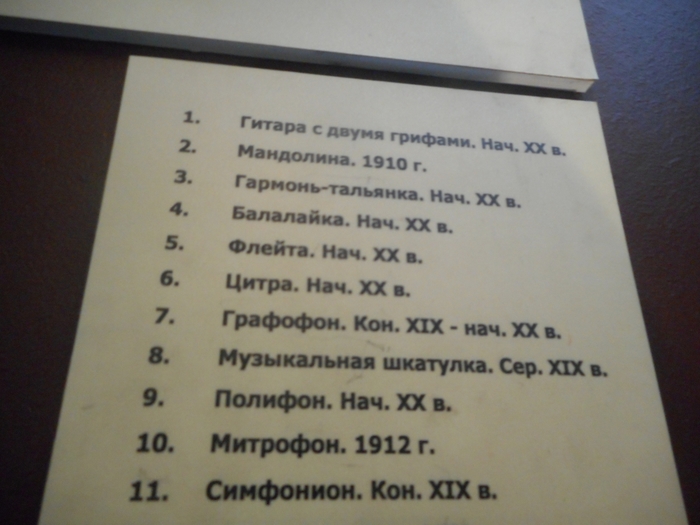 1. Гитара с двумя грифами. Нач. XX в.
2. Мандолина. 1910 г.
3. Гармонь-тальянка. Нач. XX в.
4. Балалайка. Нач. XX в.
5. Флейта. Нач. XX в.
6. Цитра. Нач. XX в.
7. Графофон. Кон. XIX - нач. XX в.
8. Музыкальная шкатулка. Сер. XIX в.
9. Полифон. Нач. XX в.
10. Митрофон. 1912 г.
11. Симфонион. Кон. XIX в.